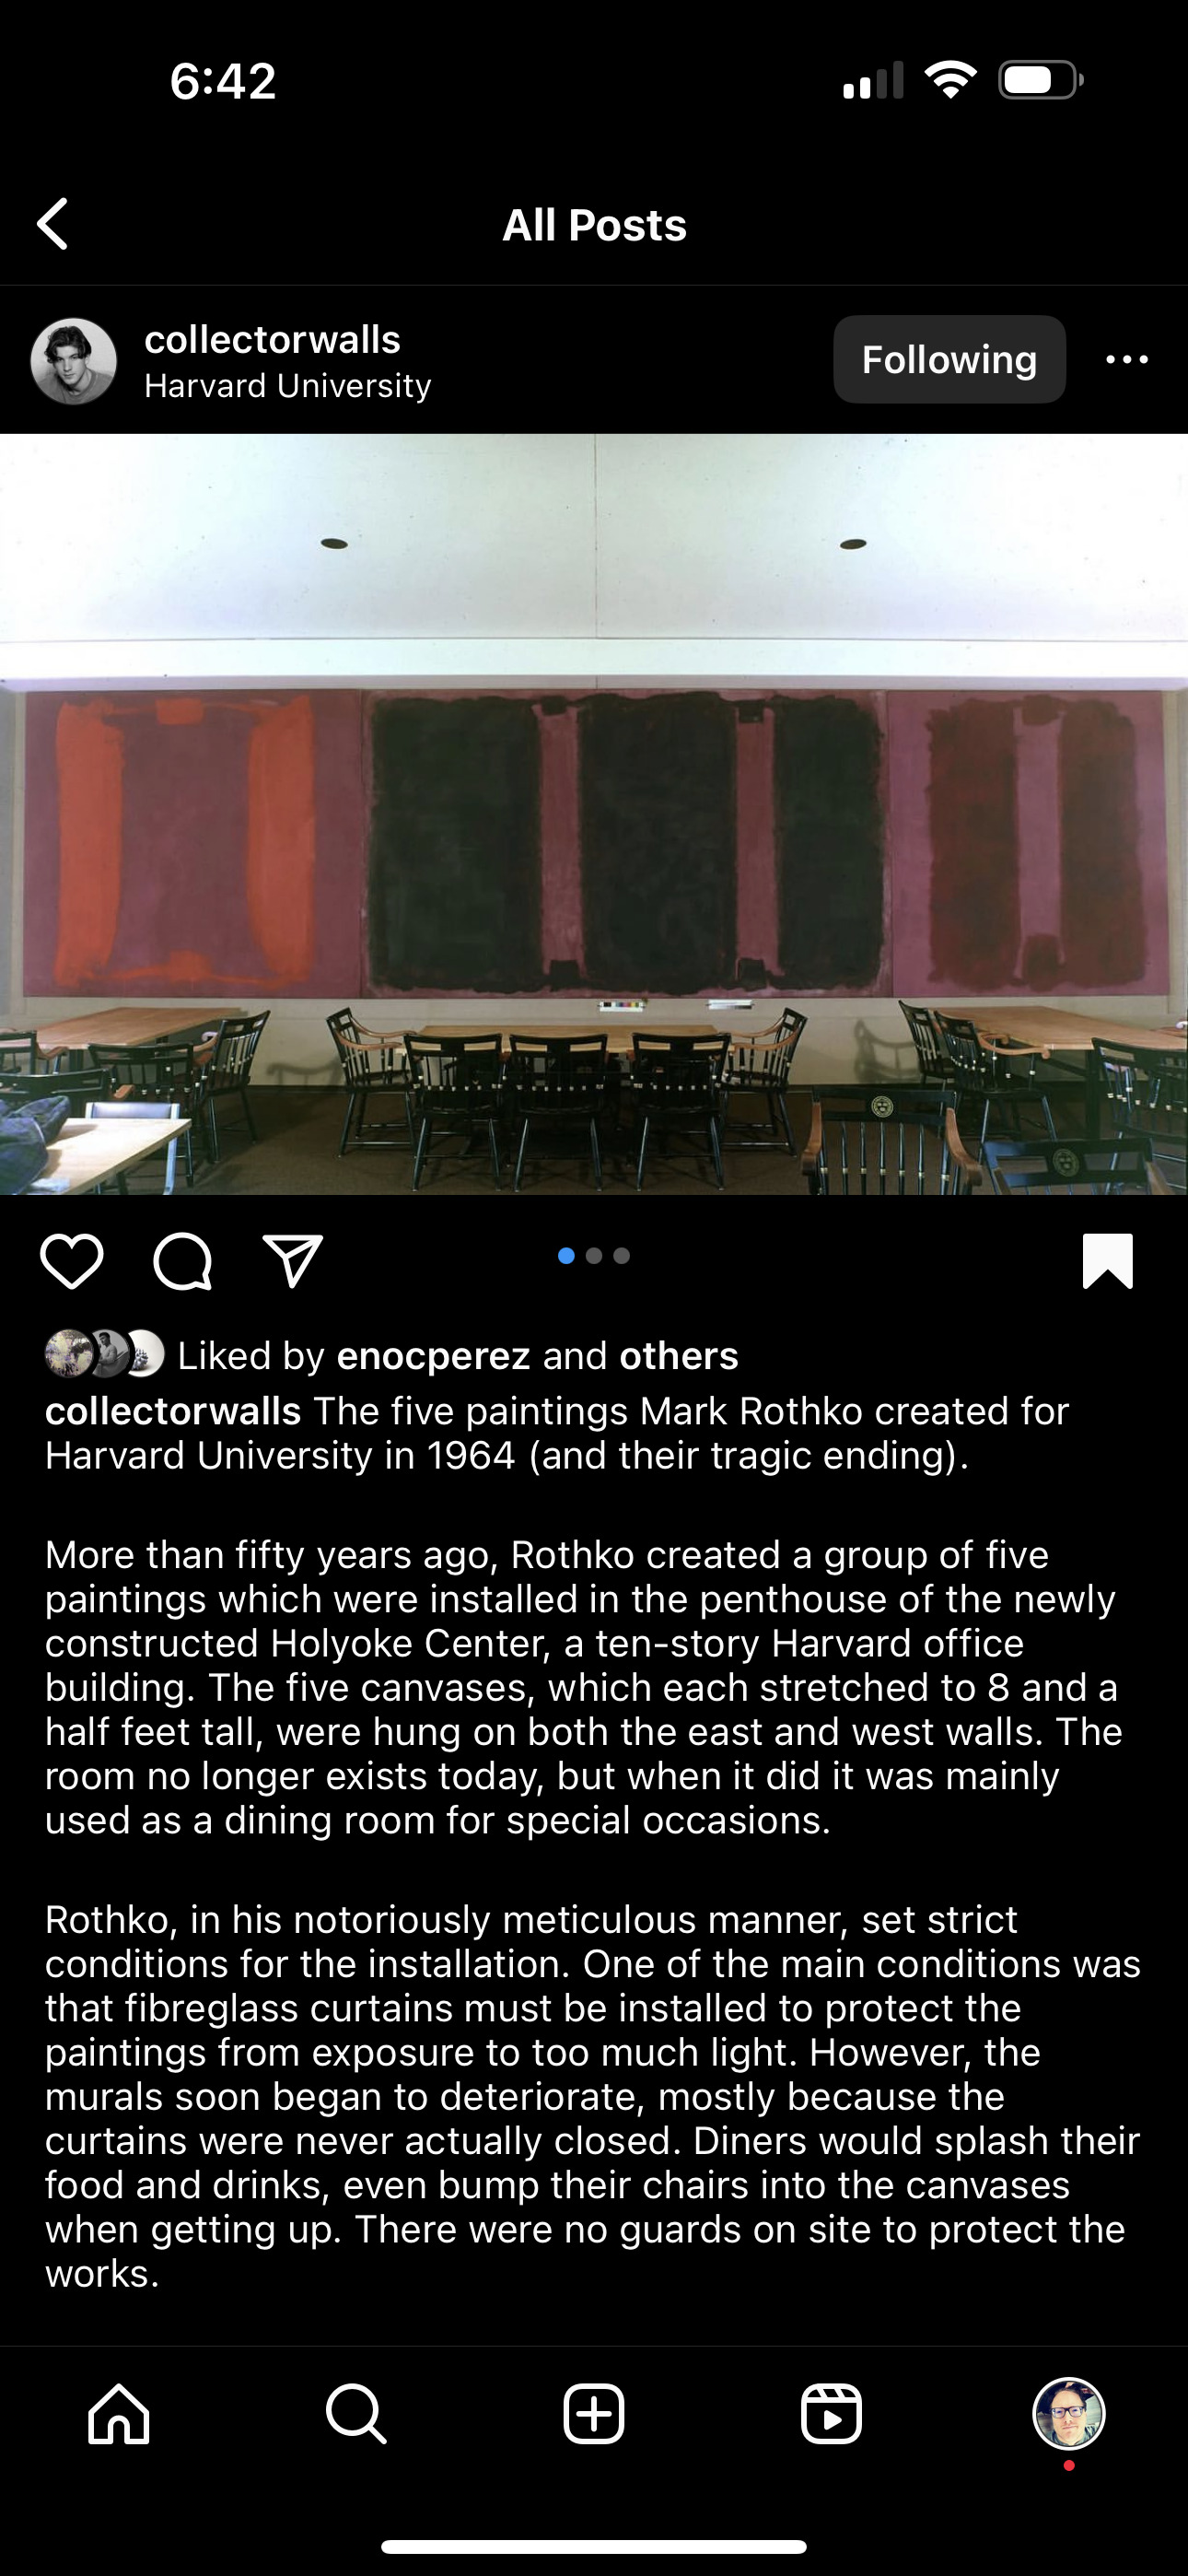 6:42
All Posts
collectorwalls
Harvard University
Following
Liked by enocperez and others
collectorwalls The five paintings Mark Rothko created for
Harvard University in 1964 (and their tragic ending).
More than fifty years ago, Rothko created a group of five
paintings which were installed in the penthouse of the newly
constructed Holyoke Center, a ten-story Harvard office
building. The five canvases, which each stretched to 8 and a
half feet tall, were hung on both the east and west walls. The
room no longer exists today, but when it did it was mainly
used as a dining room for special occasions.
Rothko, in his notoriously meticulous manner, set strict
conditions for the installation. One of the main conditions was
that fibreglass curtains must be installed to protect the
paintings from exposure to too much light. However, the
murals soon began to deteriorate, mostly because the
curtains were never actually closed. Diners would splash their
food and drinks, even bump their chairs into the canvases
when getting up. There were no guards on site to protect the
works.